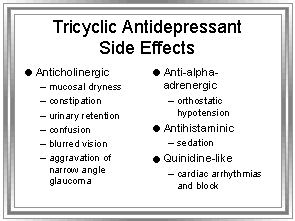 Tricyclic Antidepressant
Side Effects
● Anticholinergic
– mucosal dryness
– constipation
– urinary retention
– confusion
– blurred vision
– aggravation of
narrow angle
glaucoma
● Anti-alpha-
adrenergic
– orthostatic
hypotension
● Antihistaminic
– sedation
● Quinidine-like
– cardiac arrhythmias
and block